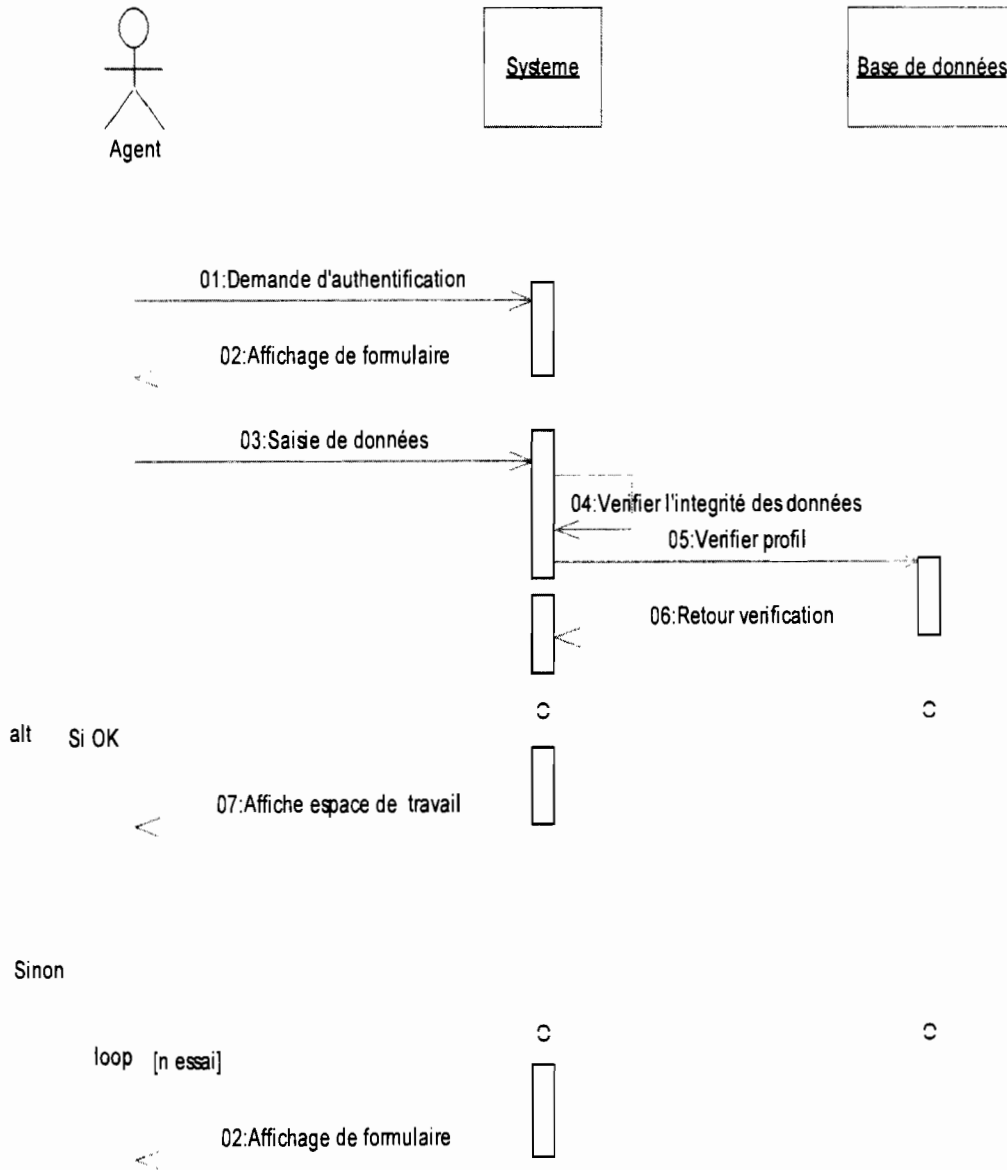 Systeme
Base de données
Agent
01:Demande d'authentification
02:Affichage de formulaire
03:Saisie de données
04:Verifier l'integrité des données
05:Verifier profil
06:Retour verification
alt Si OK
07:Affiche espace de travail
Sinon
loop [n essai]
02:Affichage de formulaire